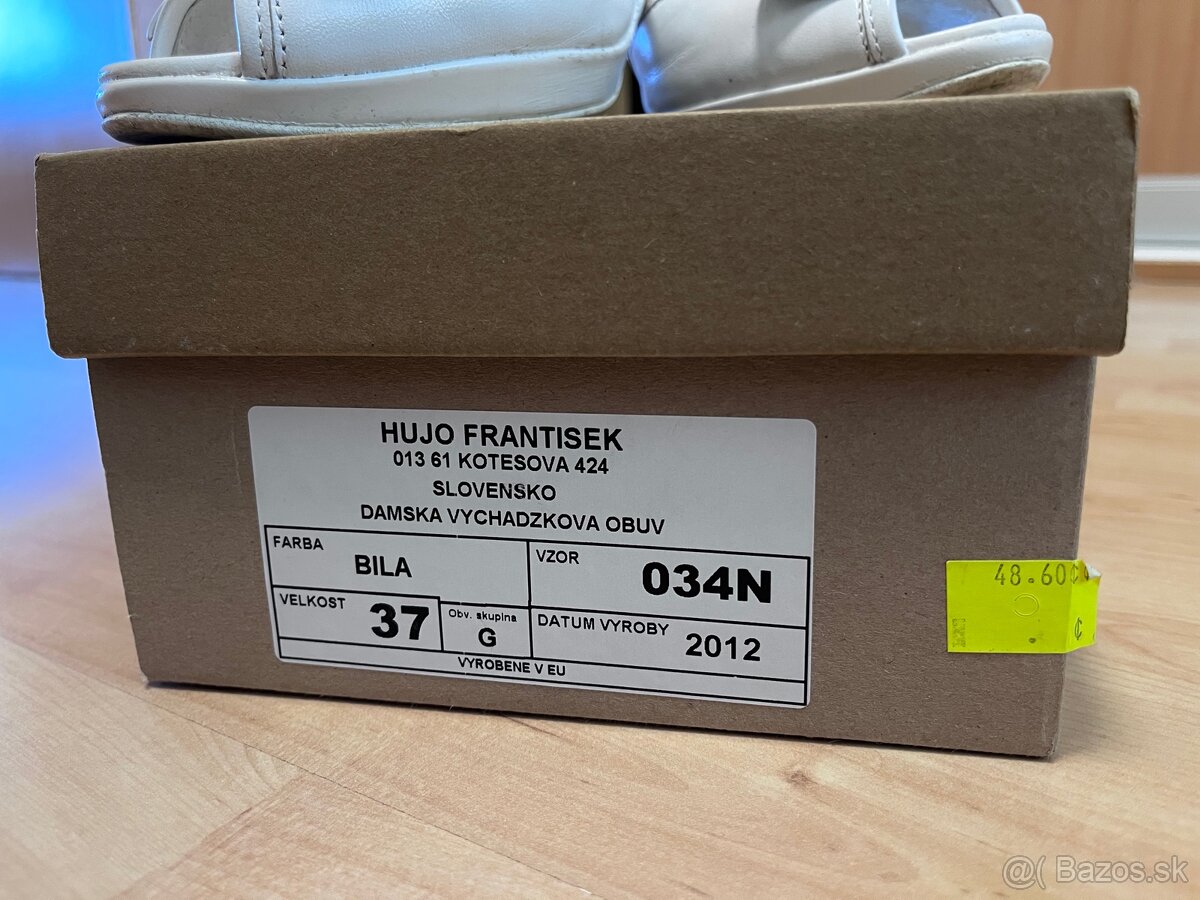 HUJO FRANTISEK
013 61 KOTESOVA 424
SLOVENSKO
DAMSKA VYCHADZKOVA OBUV
FARBA
BILA
VZOR
034N
VELKOST
37
Obv. skupina
G
DATUM VYROBY
2012
VYROBENE V EU
48.60€
@( Bazos.sk